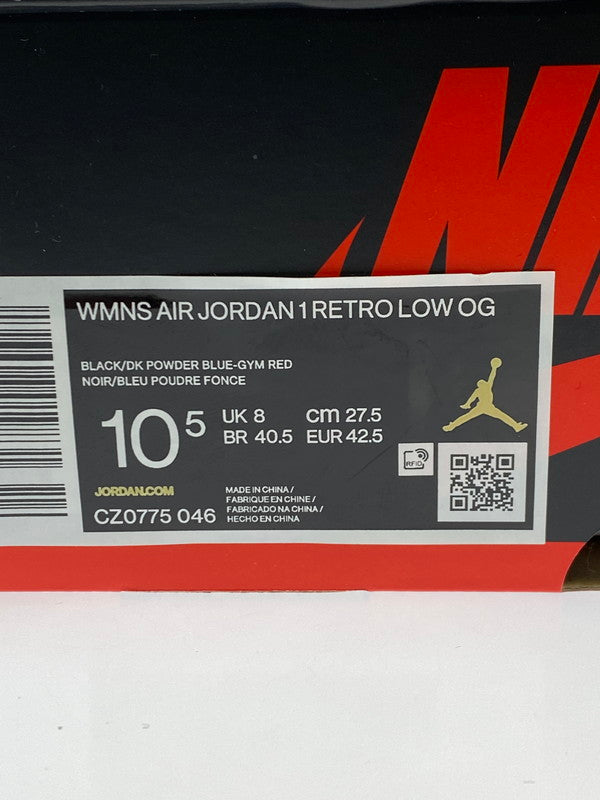 NI
WMNS AIR JORDAN 1 RETRO LOW OG
BLACK/DK POWDER BLUE-GYM RED
NOIR/BLEU POUDRE FONCE
10 5 UK 8 cm 27.5
BR 40.5 EUR 42.5
RFID
JORDAN.COM
CZ0775 046
MADE IN CHINA /
FABRIQUE EN CHINE /
FABRICADO NA CHINA /
HECHO EN CHINA